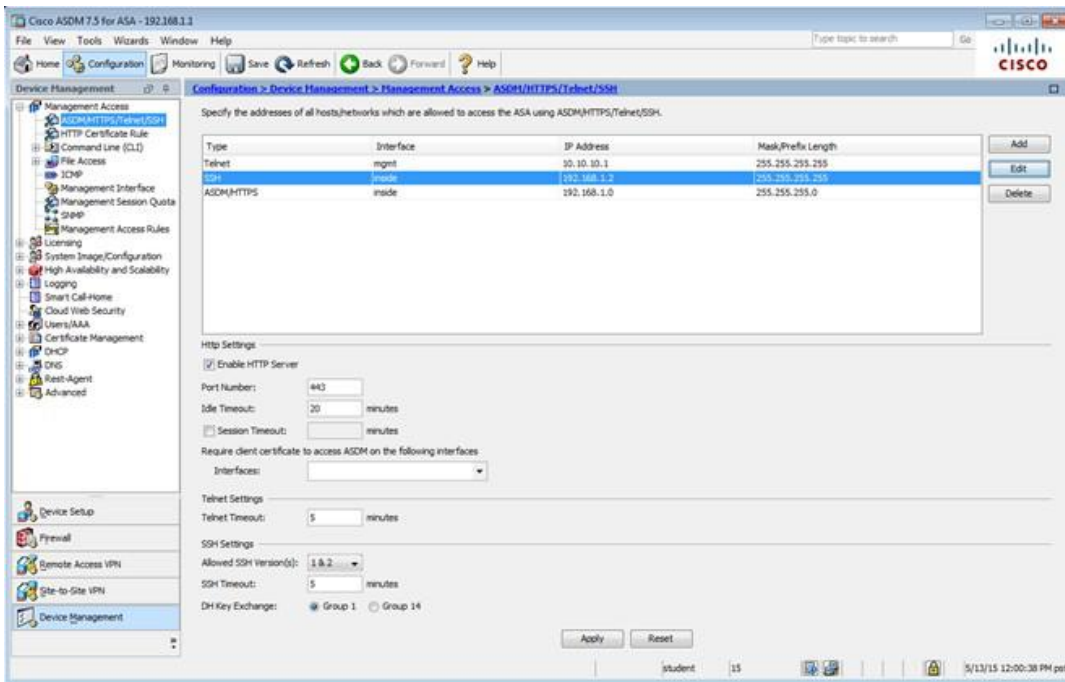 Cisco ASDM 7.5 for ASA - 192.168.1.1
File View Tools Wizards Window Help
Type topic to search Go
Home Configuration Monitoring Save Refresh Back Forward Help
CISCO
Device Management
Configuration > Device Management > Management Access > ASDM/HTTPS/Telnet/SSH
Management Access
ASDM/HTTPS/Telnet/SSH
HTTP Certificate Rule
Command Line (CLI)
File Access
ICMP
Management Interface
Management Session Quota
SNMP
Management Access Rules
Licensing
System Image/Configuration
High Availability and Scalability
Logging
Smart Call-Home
Cloud Web Security
Users/AAA
Certificate Management
DHCP
DNS
Rest-Agent
Advanced
Device Setup
Firewall
Remote Access VPN
Site-to-Site VPN
Device Management
Specify the addresses of all hosts/networks which are allowed to access the ASA using ASDM/HTTPS/Telnet/SSH.
Type Interface IP Address Mask/Prefix Length
Telnet mgmt 10.10.10.1 255.255.255.255
SSH inside 192.168.1.2 255.255.255.255
ASDM/HTTPS inside 192.168.1.0 255.255.255.0
Add
Edit
Delete
Http Settings
Enable HTTP Server
Port Number: 443
Idle Timeout: 20 minutes
Session Timeout: minutes
Require client certificate to access ASDM on the following interfaces
Interfaces:
Telnet Settings
Telnet Timeout: 5 minutes
SSH Settings
Allowed SSH Version(s): 1 & 2
SSH Timeout: 5 minutes
DH Key Exchange: Group 1 Group 14
Apply Reset
student 15 5/13/15 12:00:38 PM